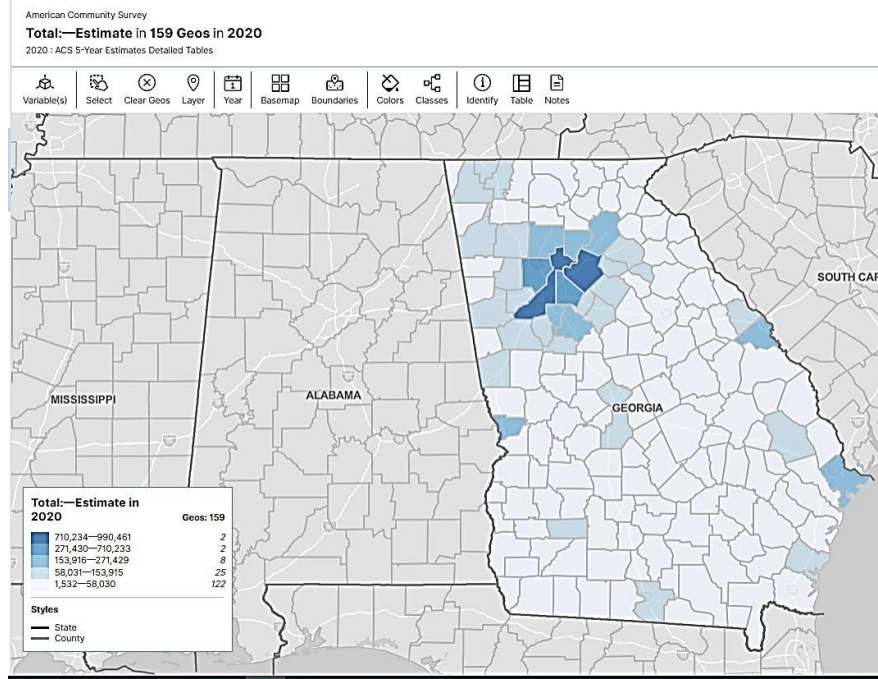 American Community Survey
Total:—Estimate in 159 Geos in 2020
2020 : ACS 5-Year Estimates Detailed Tables
Variable(s) Select Clear Geos Layer Year Basemap Boundaries Colors Classes Identify Table Notes
SOUTH CAR
MISSISSIPPI ALABAMA GEORGIA
Total:—Estimate in
2020 Geos: 159
710,234—990,461 2
271,430—710,233 2
153,916—271,429 8
58,031—153,915 25
1,532—58,030 122
Styles
State
County